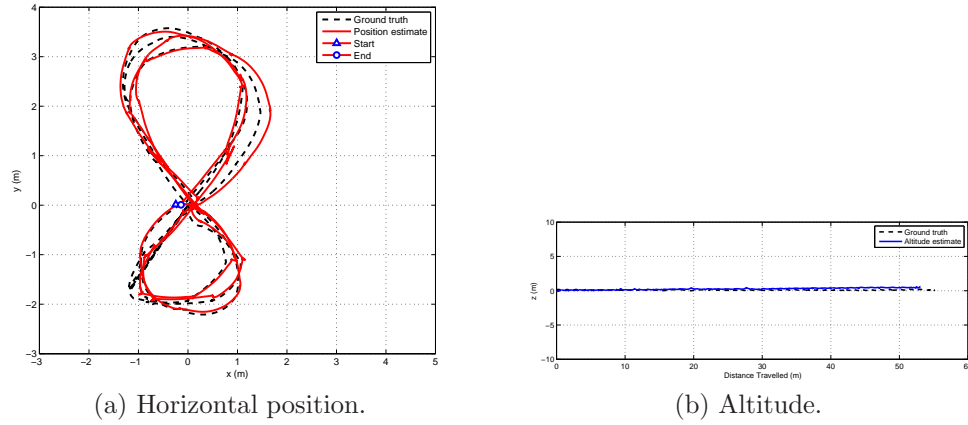 4
3
2
1
0
−1
−2
−3
y (m)
−3 −2 −1 0 1 2 3 4 5
x (m)
Ground truth
Position estimate
Start
End
(a) Horizontal position.
10
5
0
−5
−10
z (m)
0 10 20 30 40 50 60
Distance Travelled (m)
Ground truth
Altitude estimate
(b) Altitude.